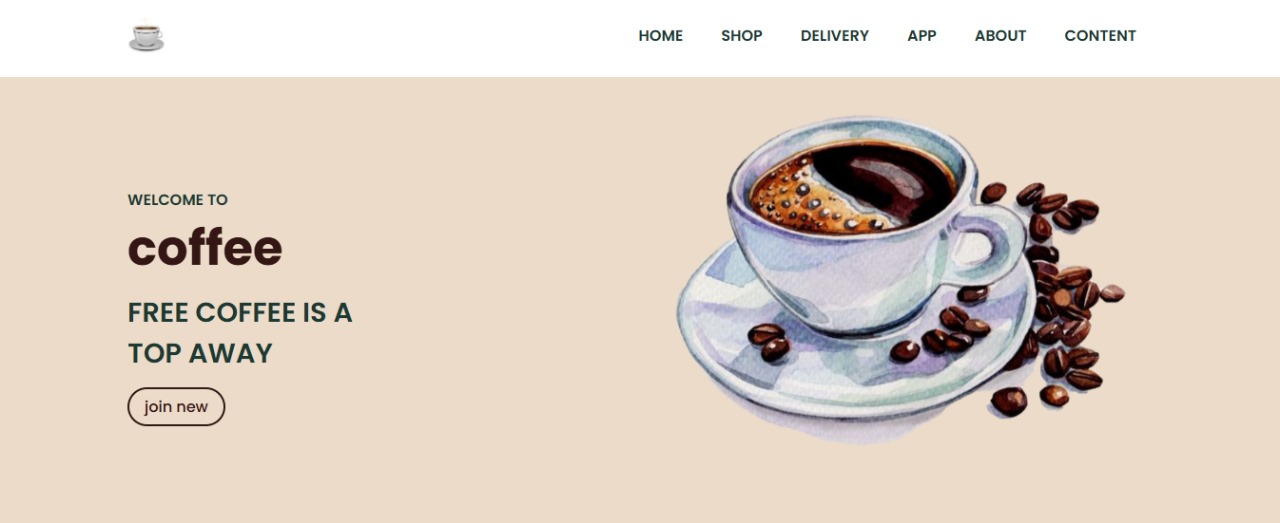 HOME SHOP DELIVERY APP ABOUT CONTENT
WELCOME TO
coffee
FREE COFFEE IS A
TOP AWAY
join new